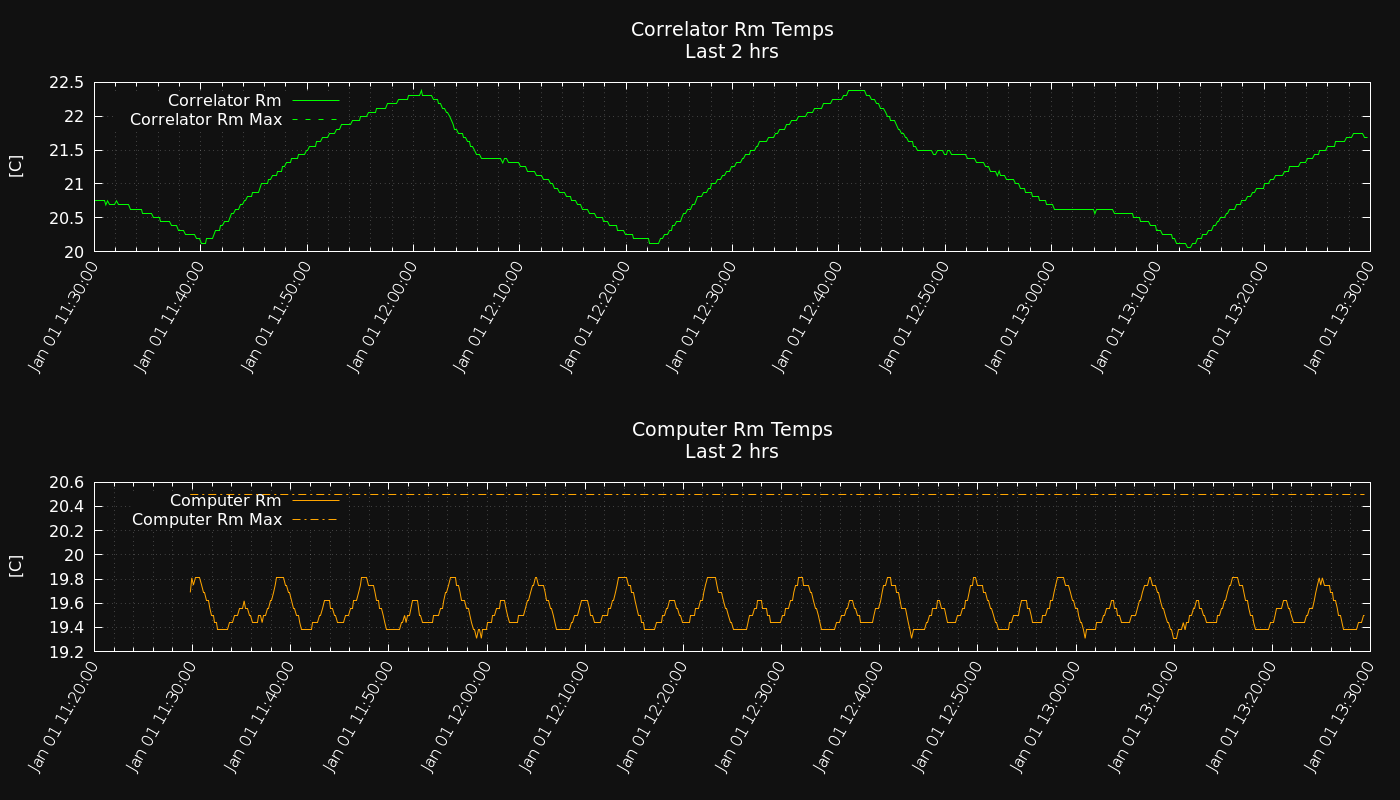 Correlator Rm Temps
Last 2 hrs
22.5
22
21.5
21
20.5
20
[C]
Correlator Rm
Correlator Rm Max
Jan 01 11:30:00
Jan 01 11:40:00
Jan 01 11:50:00
Jan 01 12:00:00
Jan 01 12:10:00
Jan 01 12:20:00
Jan 01 12:30:00
Jan 01 12:40:00
Jan 01 12:50:00
Jan 01 13:00:00
Jan 01 13:10:00
Jan 01 13:20:00
Jan 01 13:30:00
Computer Rm Temps
Last 2 hrs
20.6
20.4
20.2
20
19.8
19.6
19.4
19.2
[C]
Computer Rm
Computer Rm Max
Jan 01 11:20:00
Jan 01 11:30:00
Jan 01 11:40:00
Jan 01 11:50:00
Jan 01 12:00:00
Jan 01 12:10:00
Jan 01 12:20:00
Jan 01 12:30:00
Jan 01 12:40:00
Jan 01 12:50:00
Jan 01 13:00:00
Jan 01 13:10:00
Jan 01 13:20:00
Jan 01 13:30:00